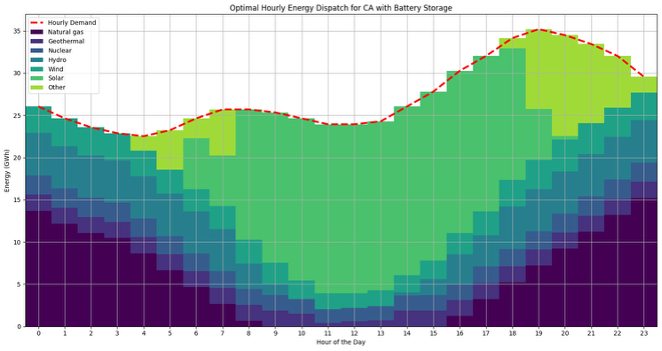 Optimal Hourly Energy Dispatch for CA with Battery Storage
Hourly Demand
Natural gas
Geothermal
Nuclear
Hydro
Wind
Solar
Other
Energy (GWh)
35
30
25
20
15
10
5
0
0 1 2 3 4 5 6 7 8 9 10 11 12 13 14 15 16 17 18 19 20 21 22 23
Hour of the Day